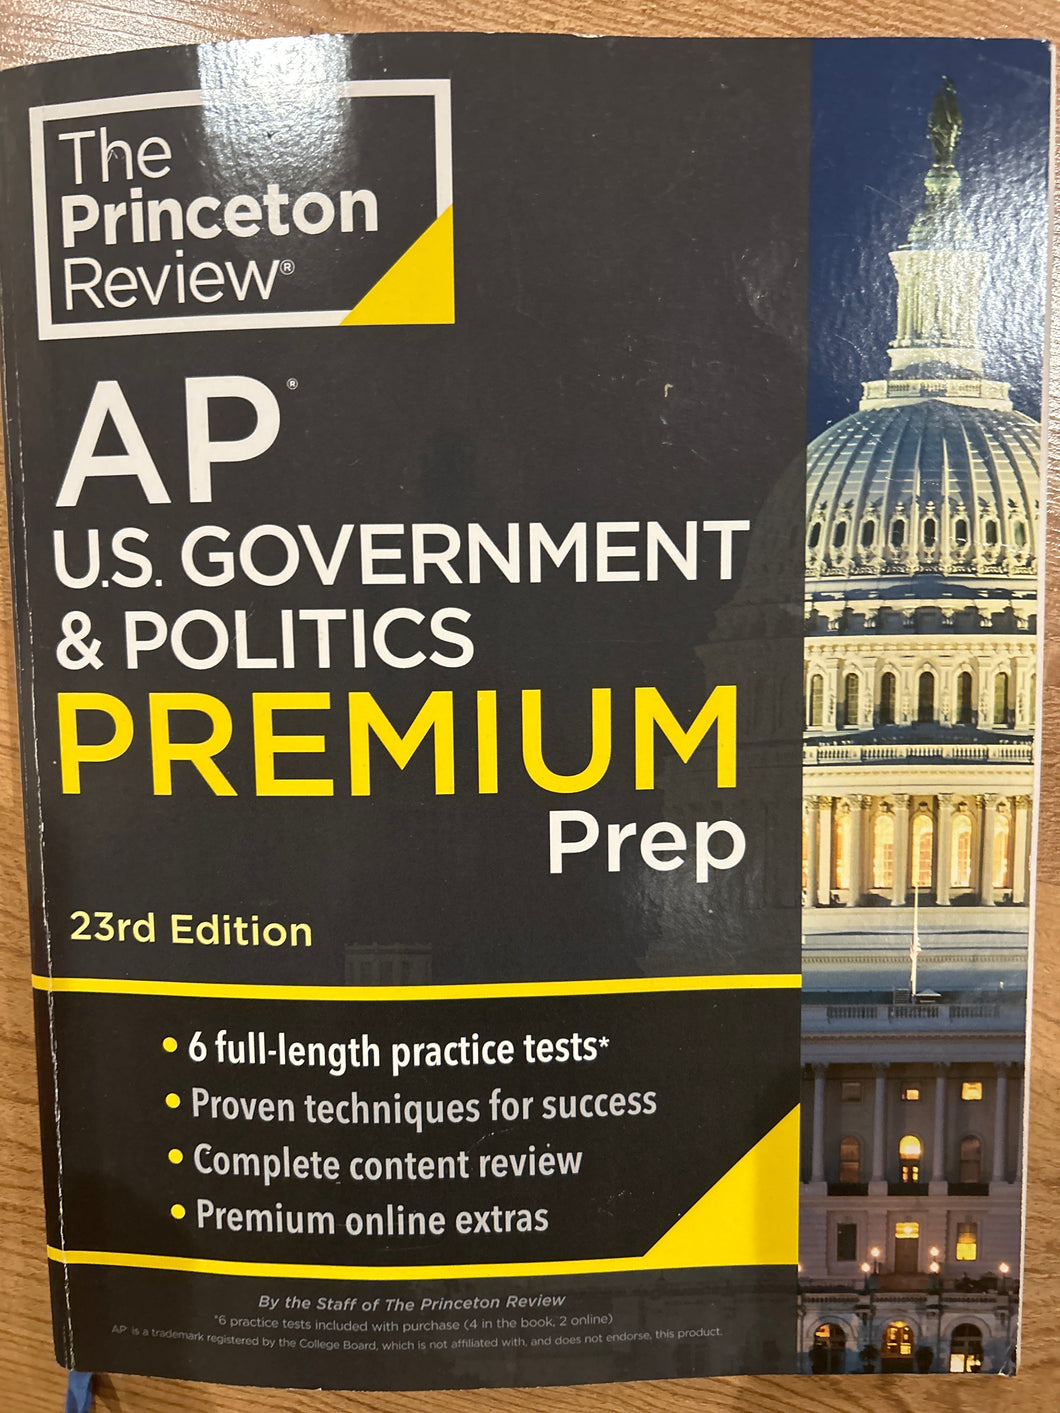 The
Princeton
Review®
AP®
U.S. GOVERNMENT
& POLITICS
PREMIUM
Prep
23rd Edition
• 6 full-length practice tests*
• Proven techniques for success
• Complete content review
• Premium online extras
By the Staff of The Princeton Review
*6 practice tests included with purchase (4 in the book, 2 online)
AP is a trademark registered by the College Board, which is not affiliated with, and does not endorse, this product.